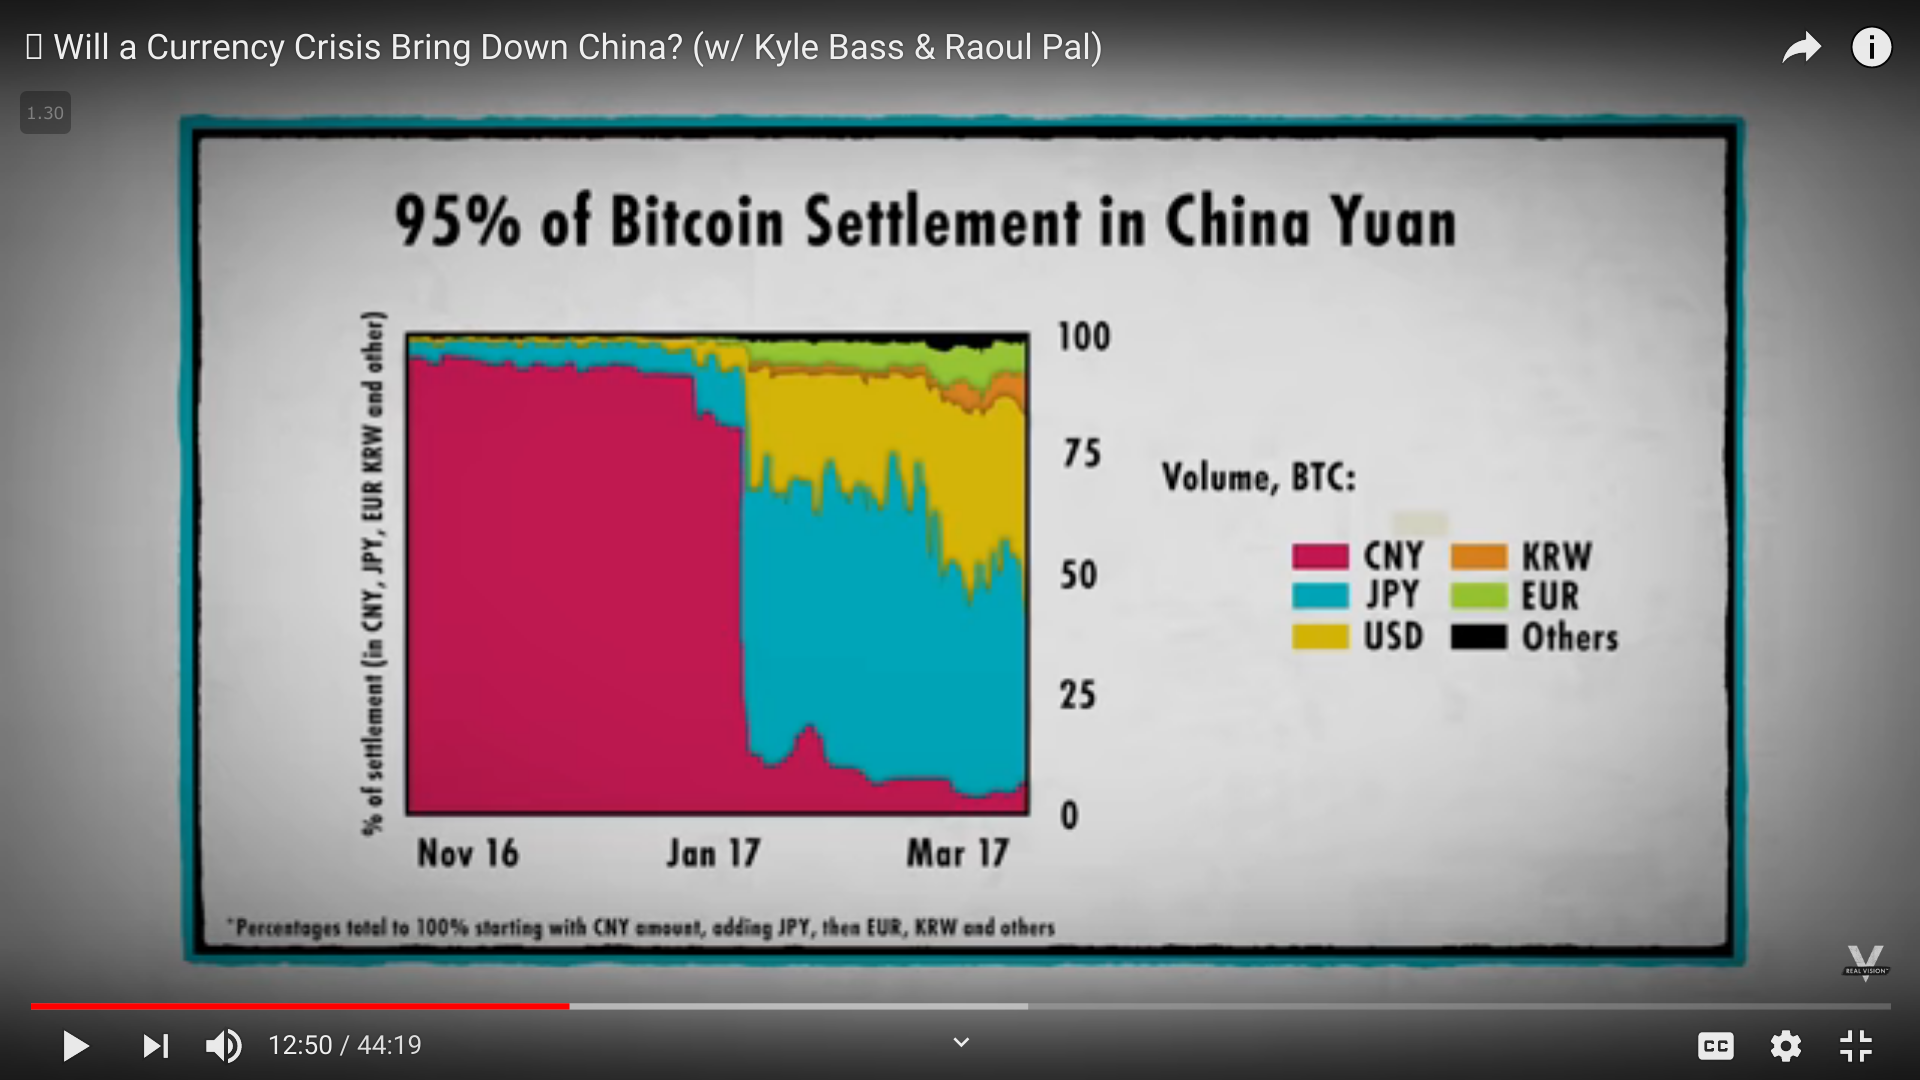 Will a Currency Crisis Bring Down China? (w/ Kyle Bass & Raoul Pal)
1.30
95% of Bitcoin Settlement in China Yuan
% of settlement (in CNY, JPY, EUR KRW and other)
100
75
50
25
0
Nov 16 Jan 17 Mar 17
Volume, BTC:
CNY KRW
JPY EUR
USD Others
*Percentages total to 100% starting with CNY amount, adding JPY, then EUR, KRW and others
REAL VISION
12:50 / 44:19
CC